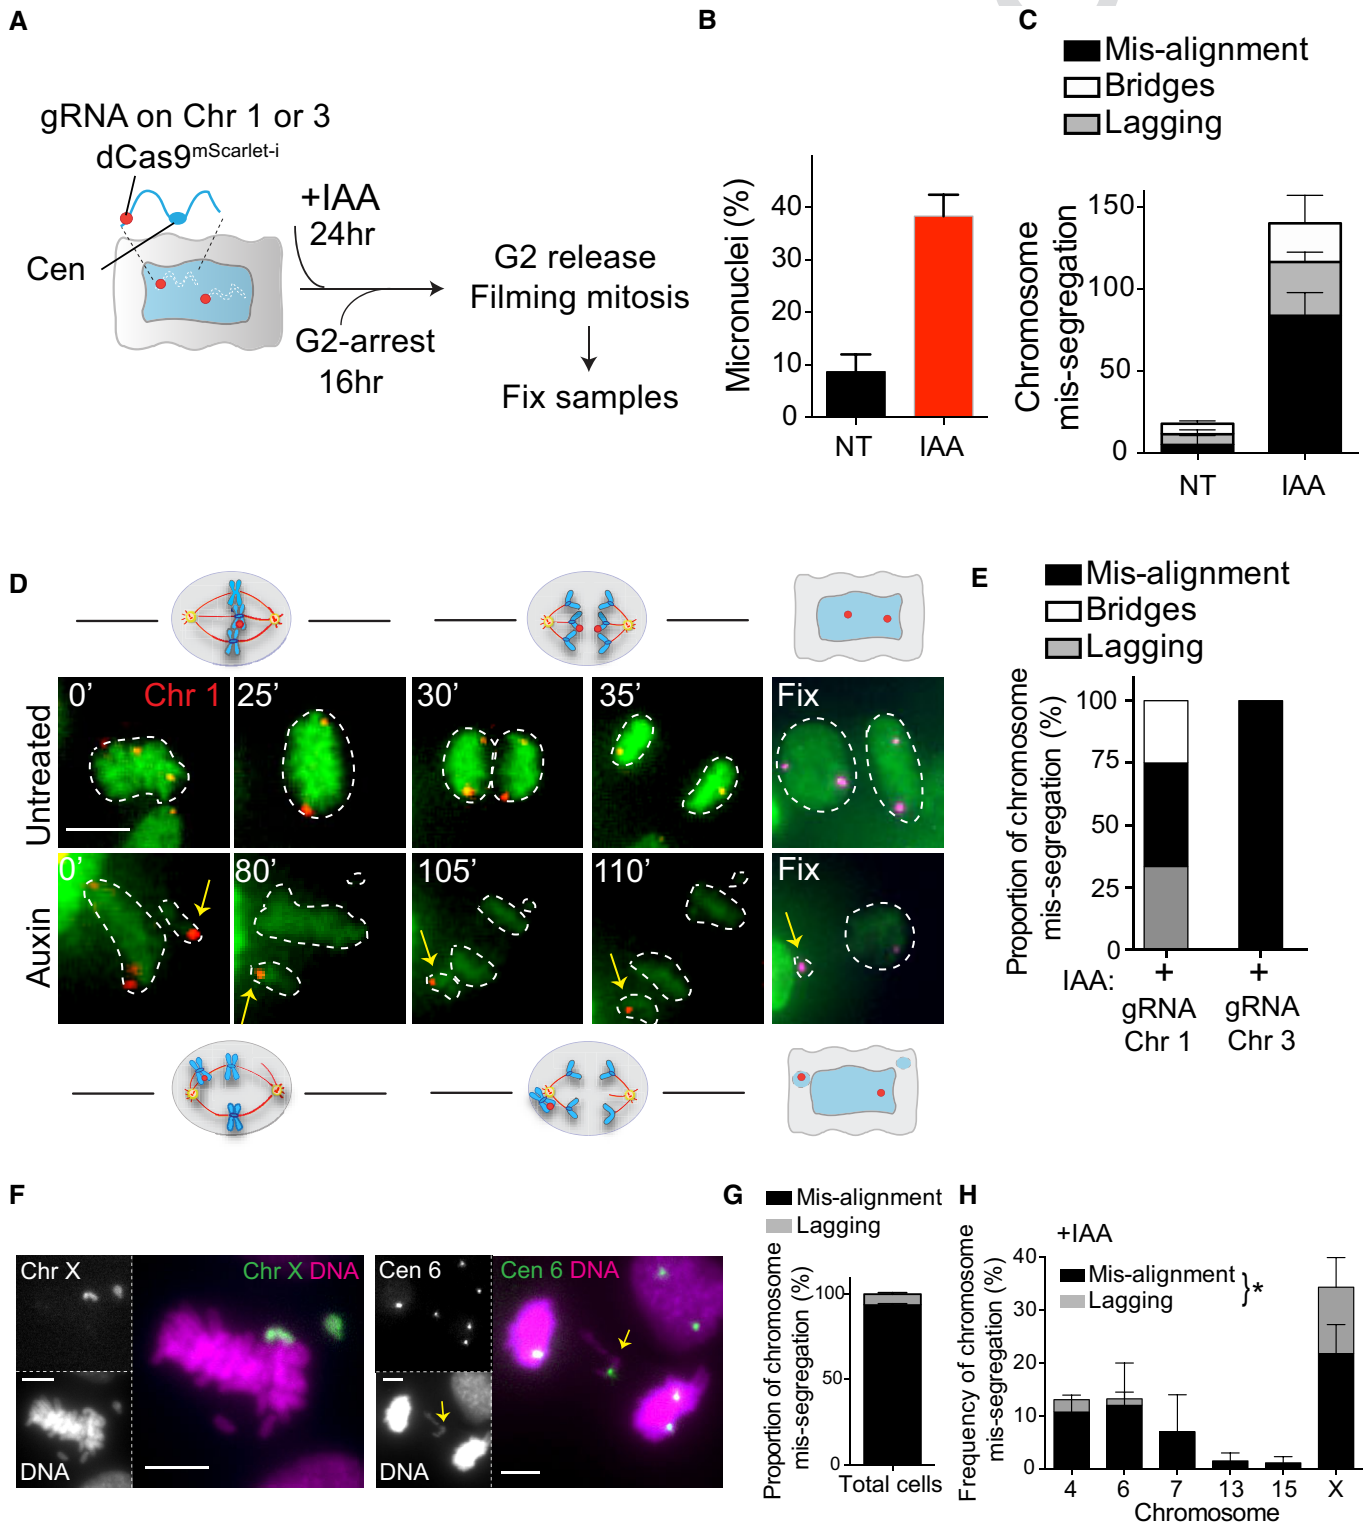 A
gRNA on Chr 1 or 3
dCas9mScarlet-i
+IAA
24hr
Cen
G2-arrest
16hr
G2 release
Filming mitosis
Fix samples
B
Micronuclei (%)
40
30
20
10
0
NT
IAA
C
Mis-alignment
Bridges
Lagging
Chromosome
mis-segregation
150
100
50
0
NT
IAA
D
Untreated
0’
Chr 1
25’
30’
35’
Fix
Auxin
0’
80’
105’
110’
Fix
E
Mis-alignment
Bridges
Lagging
Proportion of chromosome
mis-segregation (%)
100
75
50
25
0
IAA:
+
+
gRNA
Chr 1
gRNA
Chr 3
F
Chr X
Chr X DNA
DNA
Cen 6
Cen 6 DNA
DNA
G
Mis-alignment
Lagging
Proportion of chromosome
mis-segregation (%)
100
50
0
Total cells
H
+IAA
Mis-alignment
Lagging
}*
Frequency of chromosome
mis-segregation (%)
40
30
20
10
0
4
6
7
13
15
X
Chromosome